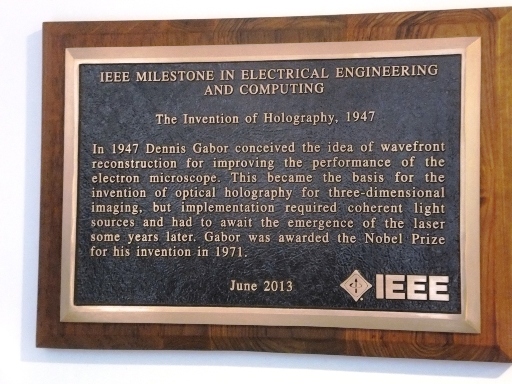 IEEE MILESTONE IN ELECTRICAL ENGINEERING
AND COMPUTING
The Invention of Holography, 1947
In 1947 Dennis Gabor conceived the idea of wavefront
reconstruction for improving the performance of the
electron microscope. This became the basis for the
invention of optical holography for three-dimensional
imaging, but implementation required coherent light
sources and had to await the emergence of the laser
some years later. Gabor was awarded the Nobel Prize
for his invention in 1971.
June 2013
IEEE